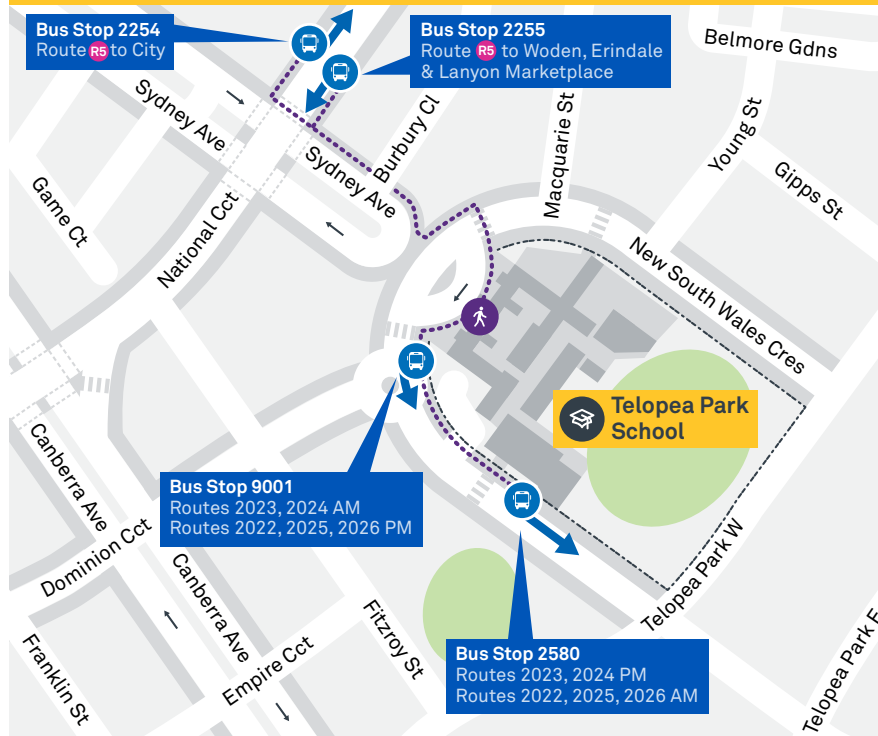 Bus Stop 2254
Route R5 to City
Bus Stop 2255
Route R5 to Woden, Erindale
& Lanyon Marketplace
Belmore Gdns
Sydney Ave
Burbury Cl
Macquarie St
Young St
Gipps St
Sydney Ave
Game Ct
National Cct
New South Wales Cres
Telopea Park
School
Canberra Ave
Bus Stop 9001
Routes 2023, 2024 AM
Routes 2022, 2025, 2026 PM
Dominion Cct
Canberra Ave
Telopea Park W
Fitzroy St
Franklin St
Empire Cct
Bus Stop 2580
Routes 2023, 2024 PM
Routes 2022, 2025, 2026 AM
Telopea Park E